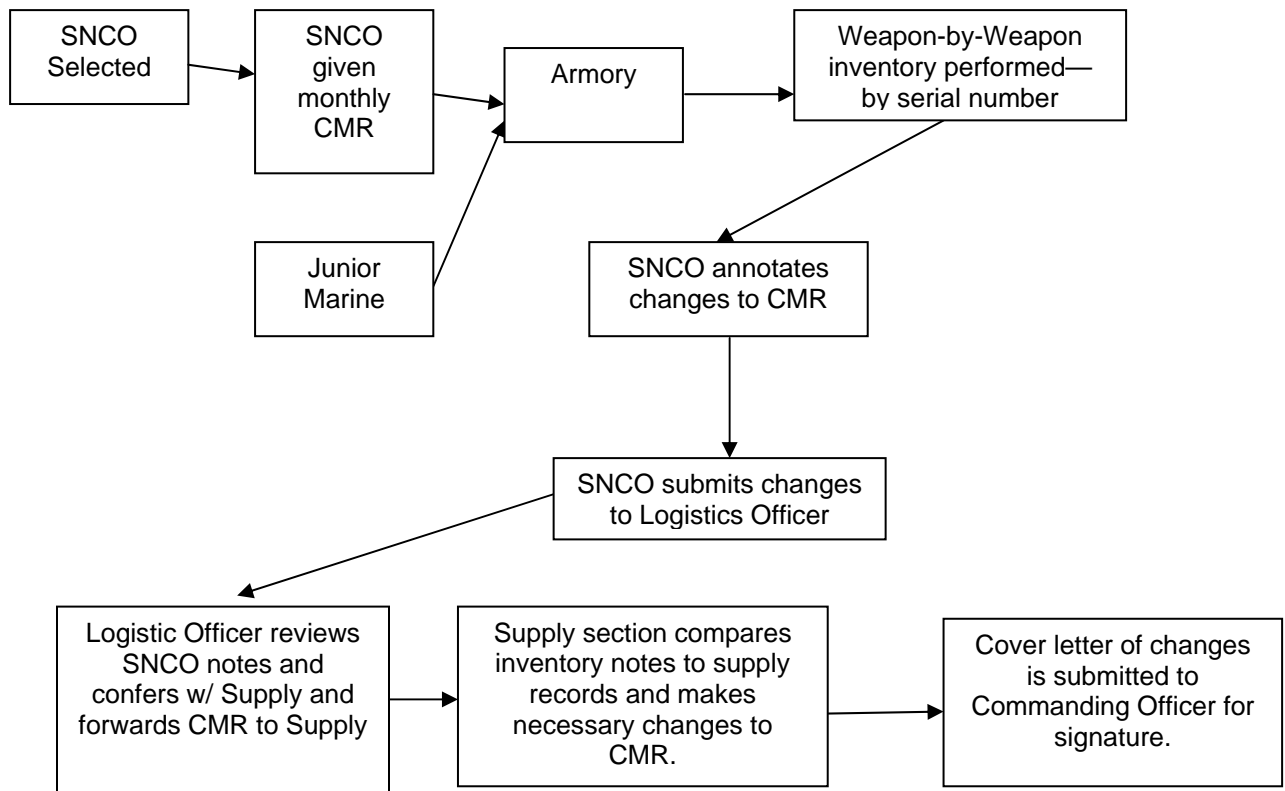 SNCO
Selected
SNCO
given
monthly
CMR
Armory
Weapon-by-Weapon
inventory performed—
by serial number
Junior
Marine
SNCO annotates
changes to CMR
SNCO submits changes
to Logistics Officer
Logistic Officer reviews
SNCO notes and
confers w/ Supply and
forwards CMR to Supply
Supply section compares
inventory notes to supply
records and makes
necessary changes to
CMR.
Cover letter of changes
is submitted to
Commanding Officer for
signature.